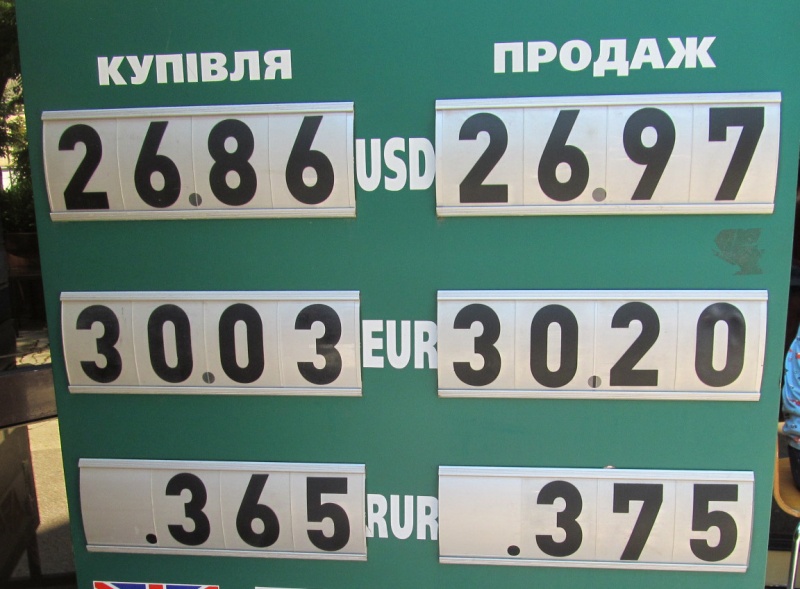 КУПІВЛЯ ПРОДАЖ
26.86 USD 26.97
30.03 EUR 30.20
.365 RUR .375